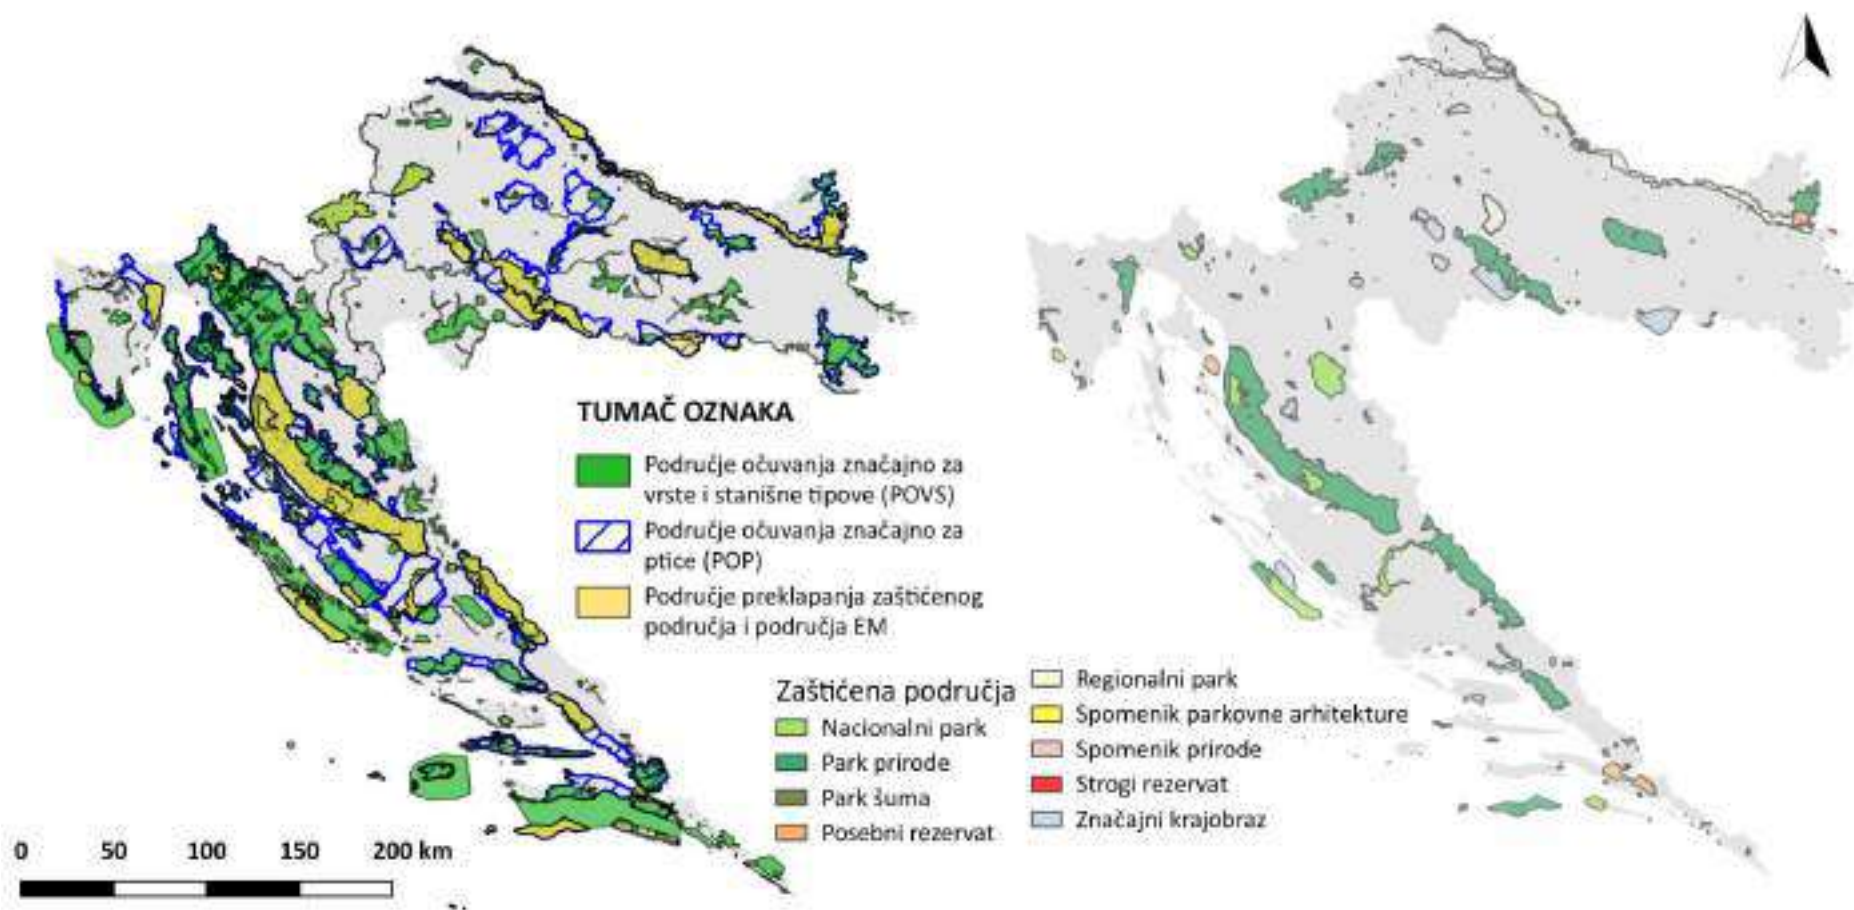 TUMAČ OZNAKA
Područje očuvanja značajno za
vrste i stanišne tipove (POVS)
Područje očuvanja značajno za
ptice (POP)
Područje preklapanja zaštićenog
područja i područja EM
Zaštićena područja
Nacionalni park
Park prirode
Park šuma
Posebni rezervat
Regionalni park
Spomenik parkovne arhitekture
Spomenik prirode
Strogi rezervat
Značajni krajobraz
0 50 100 150 200 km